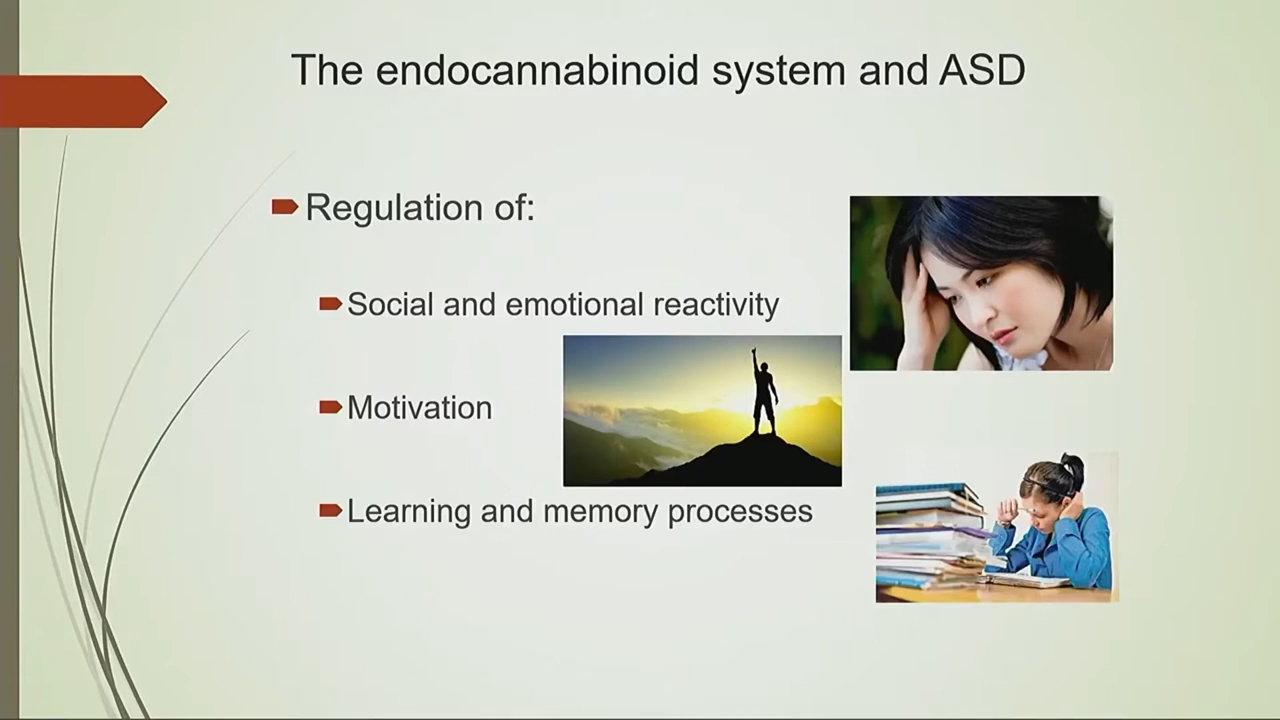 The endocannabinoid system and ASD
Regulation of:
Social and emotional reactivity
Motivation
Learning and memory processes